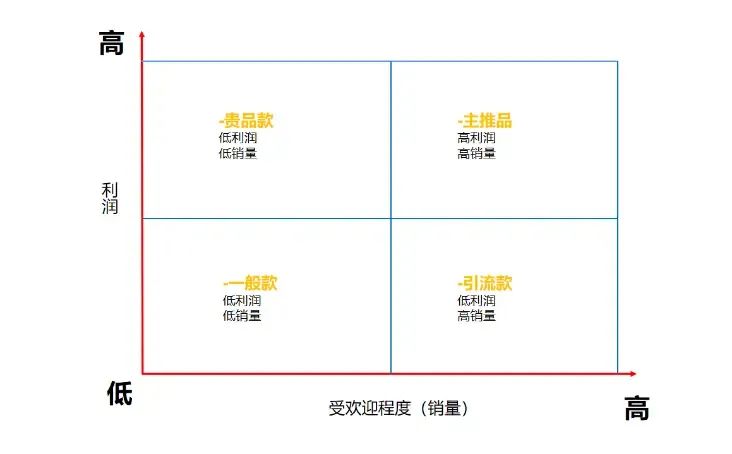 高
-贵品款
低利润
低销量
-主推品
高利润
高销量
利润
-一般款
低利润
低销量
-引流款
低利润
高销量
低
受欢迎程度（销量）
高